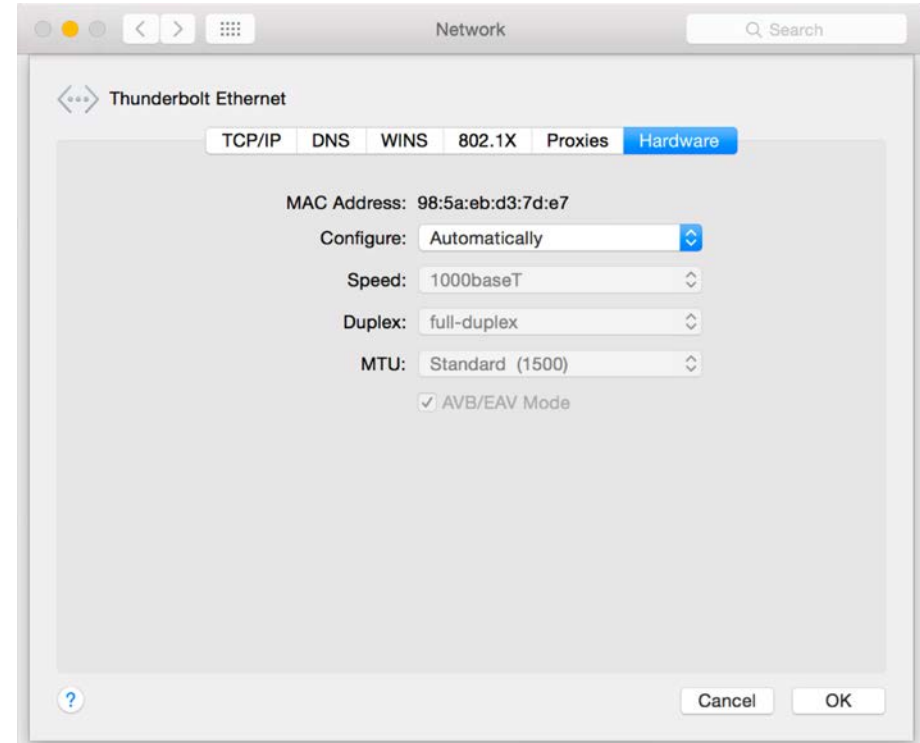 Network
Search
Thunderbolt Ethernet
TCP/IP DNS WINS 802.1X Proxies Hardware
MAC Address: 98:5a:eb:d3:7d:e7
Configure: Automatically
Speed: 1000baseT
Duplex: full-duplex
MTU: Standard (1500)
AVB/EAV Mode
? Cancel OK